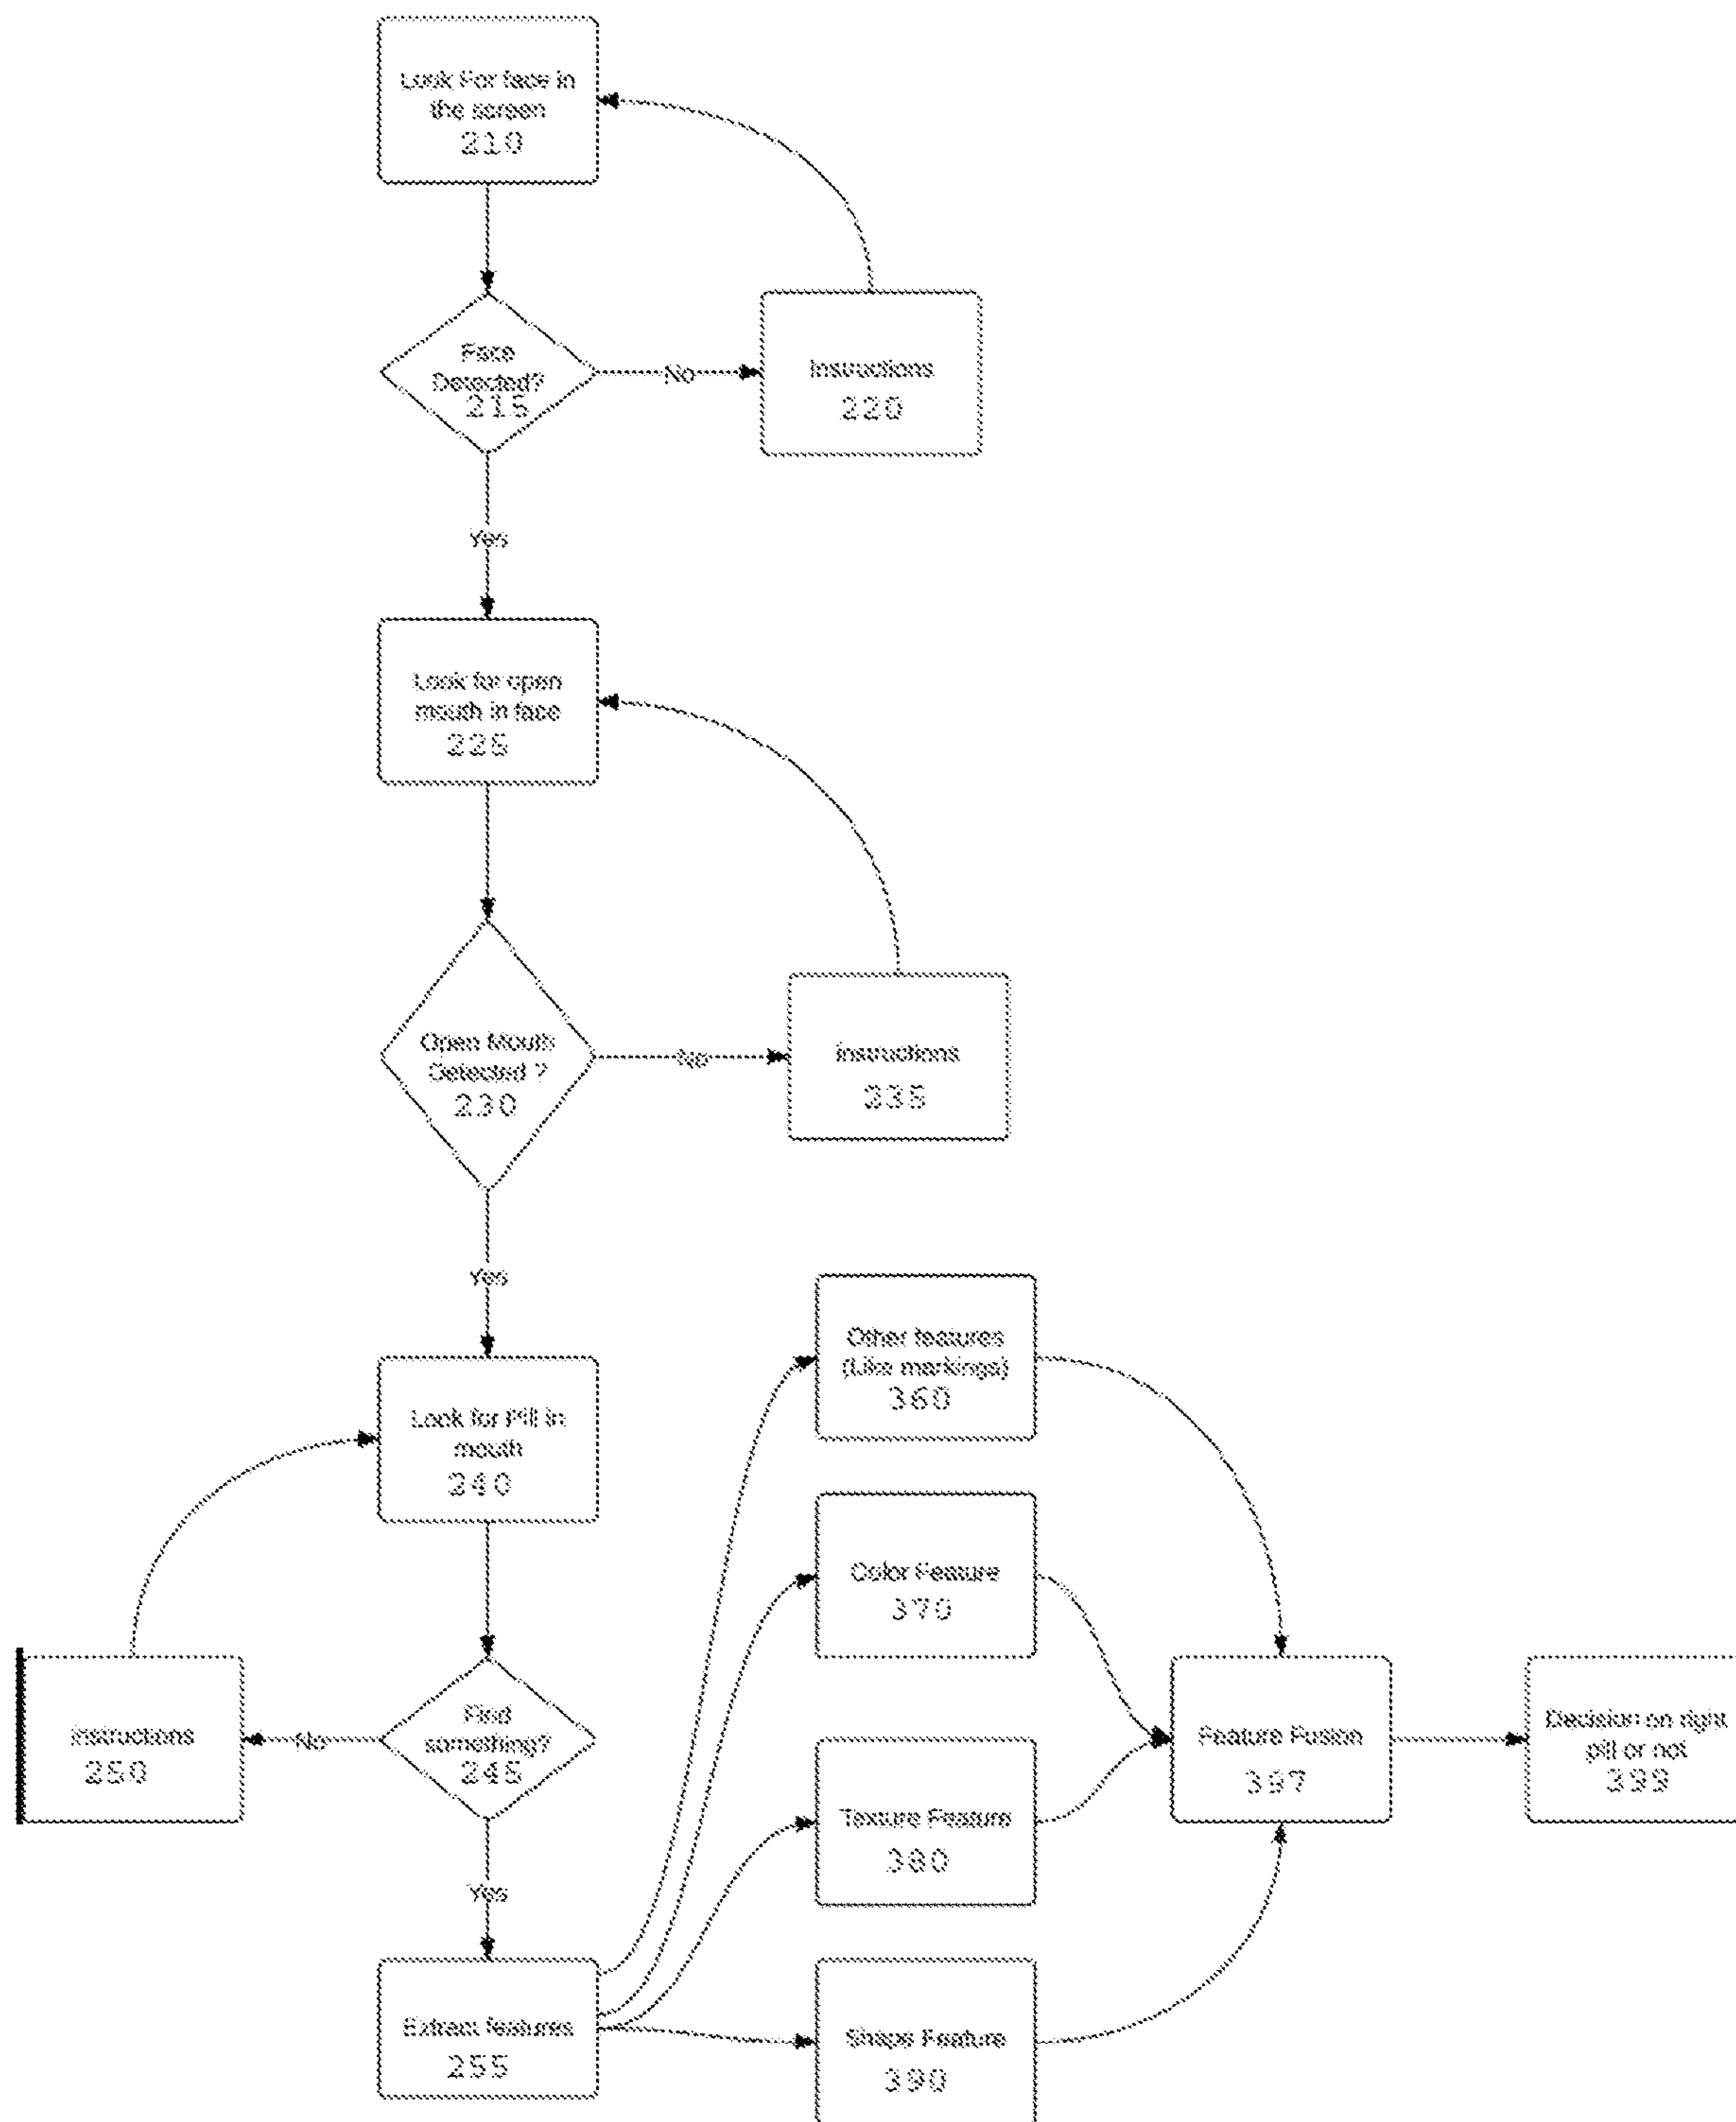 Look For face in
the screen
210
Face
Detected?
215
No
Instructions
220
Yes
Look for open
mouth in face
225
Open Mouth
Detected ?
230
No
Instructions
235
Yes
Look for Pill in
mouth
240
Find
something?
245
No
Instructions
250
Yes
Extract features
255
Other features
(Like markings)
360
Color Feature
370
Texture Feature
380
Shape Feature
390
Feature Fusion
397
Decision on right
pill or not
399